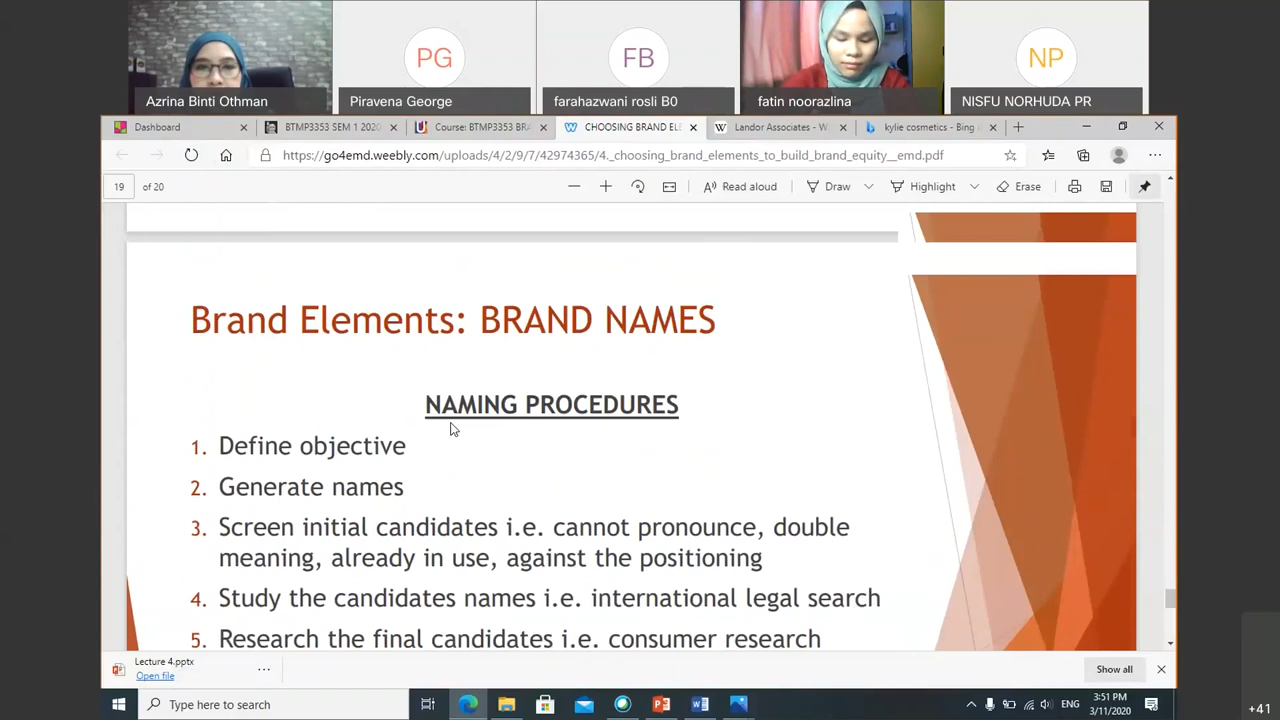 PG
FB
NP
Azrina Binti Othman
Piravena George
farahazwani rosli B0
fatin noorazlina
NISFU NORHUDA PR
Dashboard
BTMP3353 SEM 1 2020
Course: BTMP3353 BRA
CHOOSING BRAND ELE
Landor Associates - Wi
kylie cosmetics - Bing
https://go4emd.weebly.com/uploads/4/2/9/7/42974365/4._choosing_brand_elements_to_build_brand_equity__emd.pdf
19 of 20
Read aloud
Draw
Highlight
Erase
Brand Elements: BRAND NAMES
NAMING PROCEDURES
1. Define objective
2. Generate names
3. Screen initial candidates i.e. cannot pronounce, double
meaning, already in use, against the positioning
4. Study the candidates names i.e. international legal search
5. Research the final candidates i.e. consumer research
Lecture 4.pptx
Open file
Show all
Type here to search
ENG
3:51 PM
3/11/2020
+41